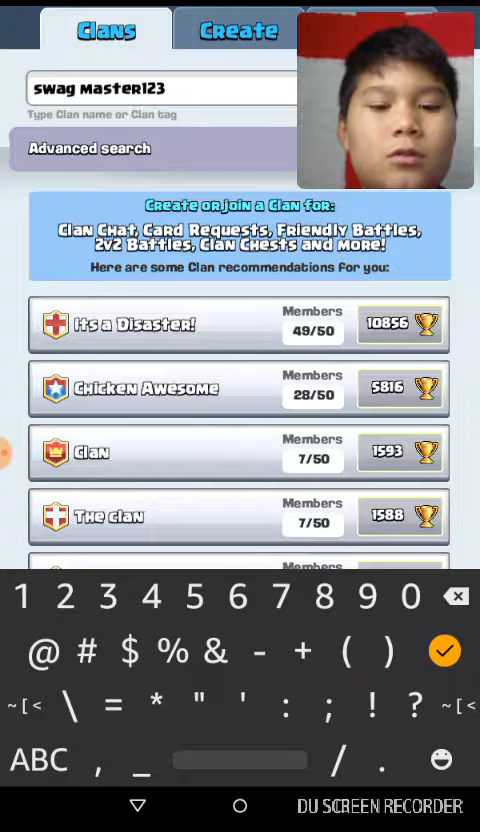 Clans
Create
swag Master123
Type Clan name or Clan tag
Advanced search
Create or join a Clan for:
Clan Chat, Card Requests, Friendly Battles,
2v2 Battles, Clan Chests and more!
Here are some Clan recommendations for you:
Its a Disaster!
Members
49/50
10856
Chicken Awesome
Members
28/50
5816
Clan
Members
7/50
1593
The clan
Members
7/50
1588
Members
1 2 3 4 5 6 7 8 9 0
@ # $ % & - + ( )
~ [ < \ = * " ' : ; ! ? ~ [ <
ABC , _ / .
DU SCREEN RECORDER